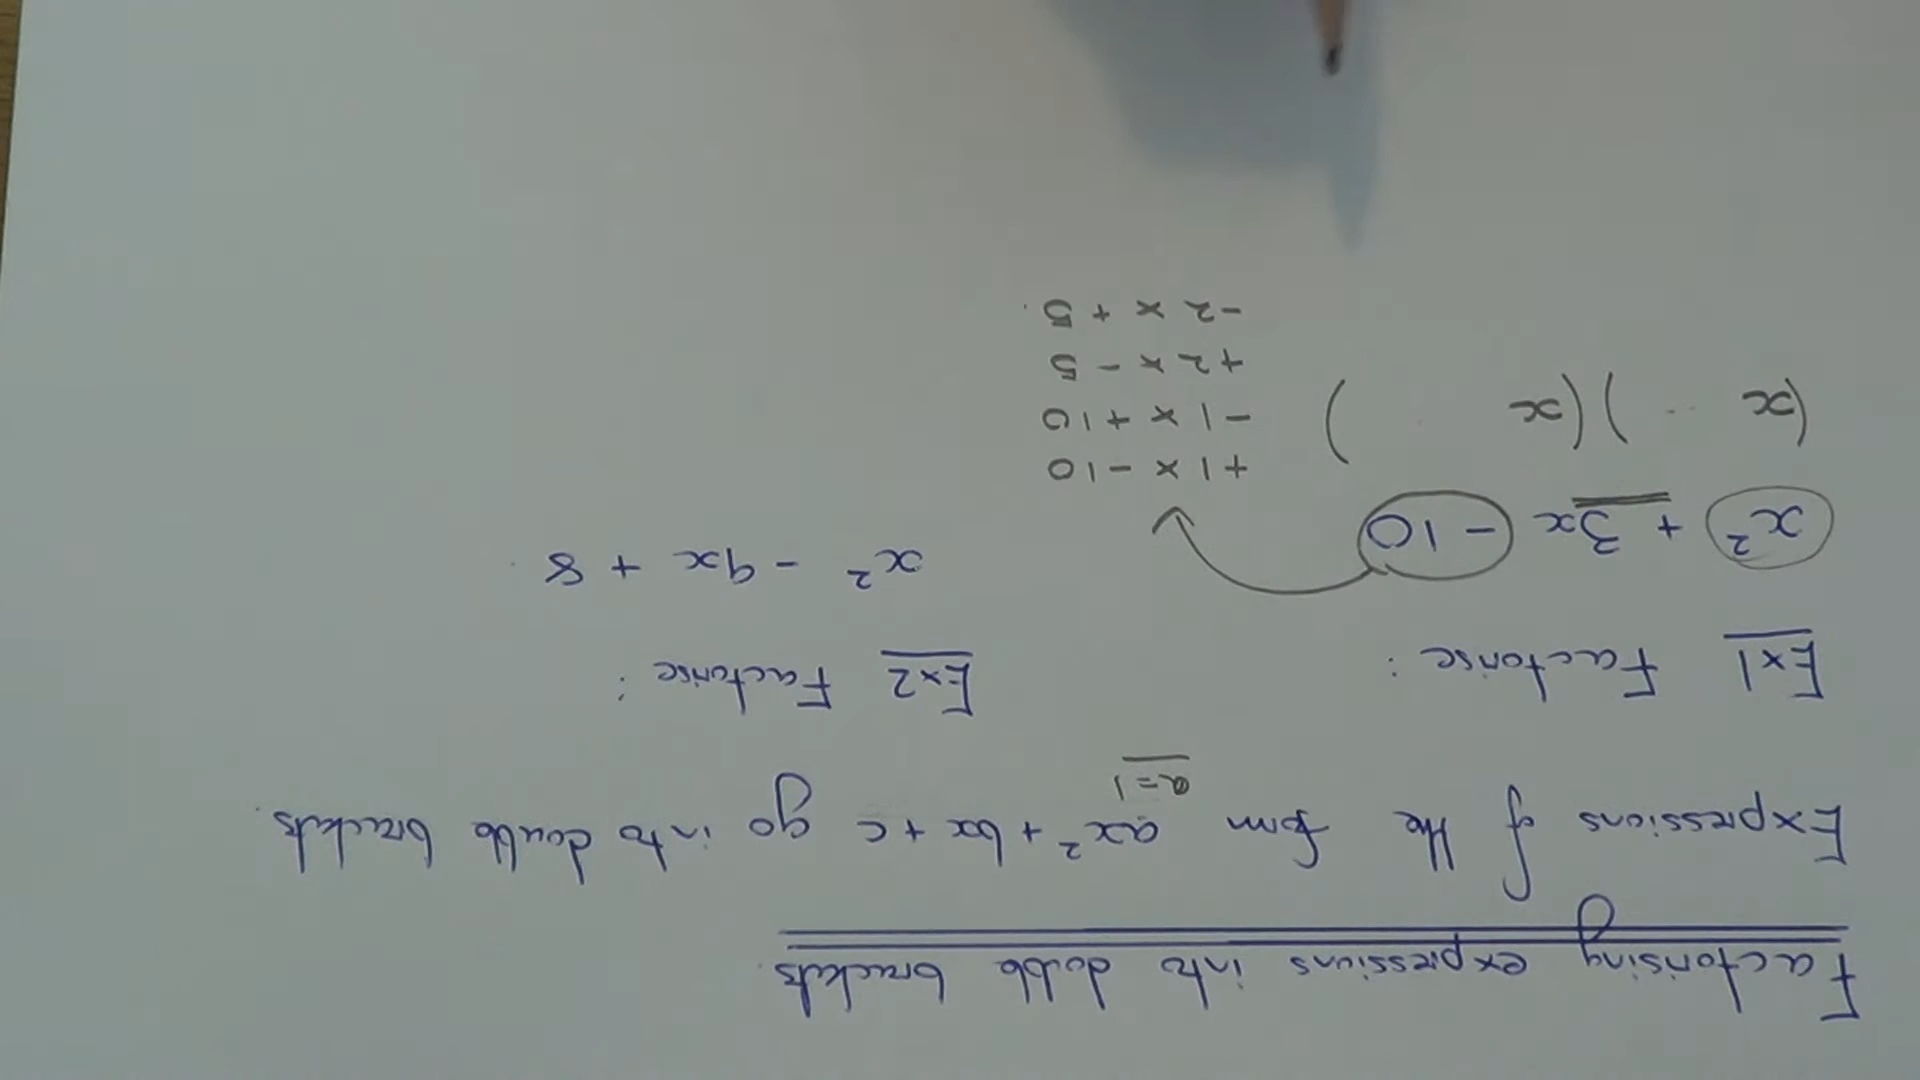 Factorising expressions into double brackets.
Expressions of the form ax² + bx + c go into double brackets.
a=1
Ex1 Factorise :
x² + 3x - 10
(x )(x )
+1 x -10
-1 x +10
+2 x -5
-2 x +5.
Ex2 Factorise :
x² - 9x + 8.